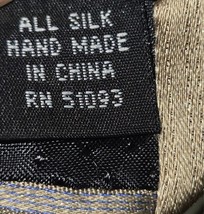 ALL SILK
HAND MADE
IN CHINA
RN 51093